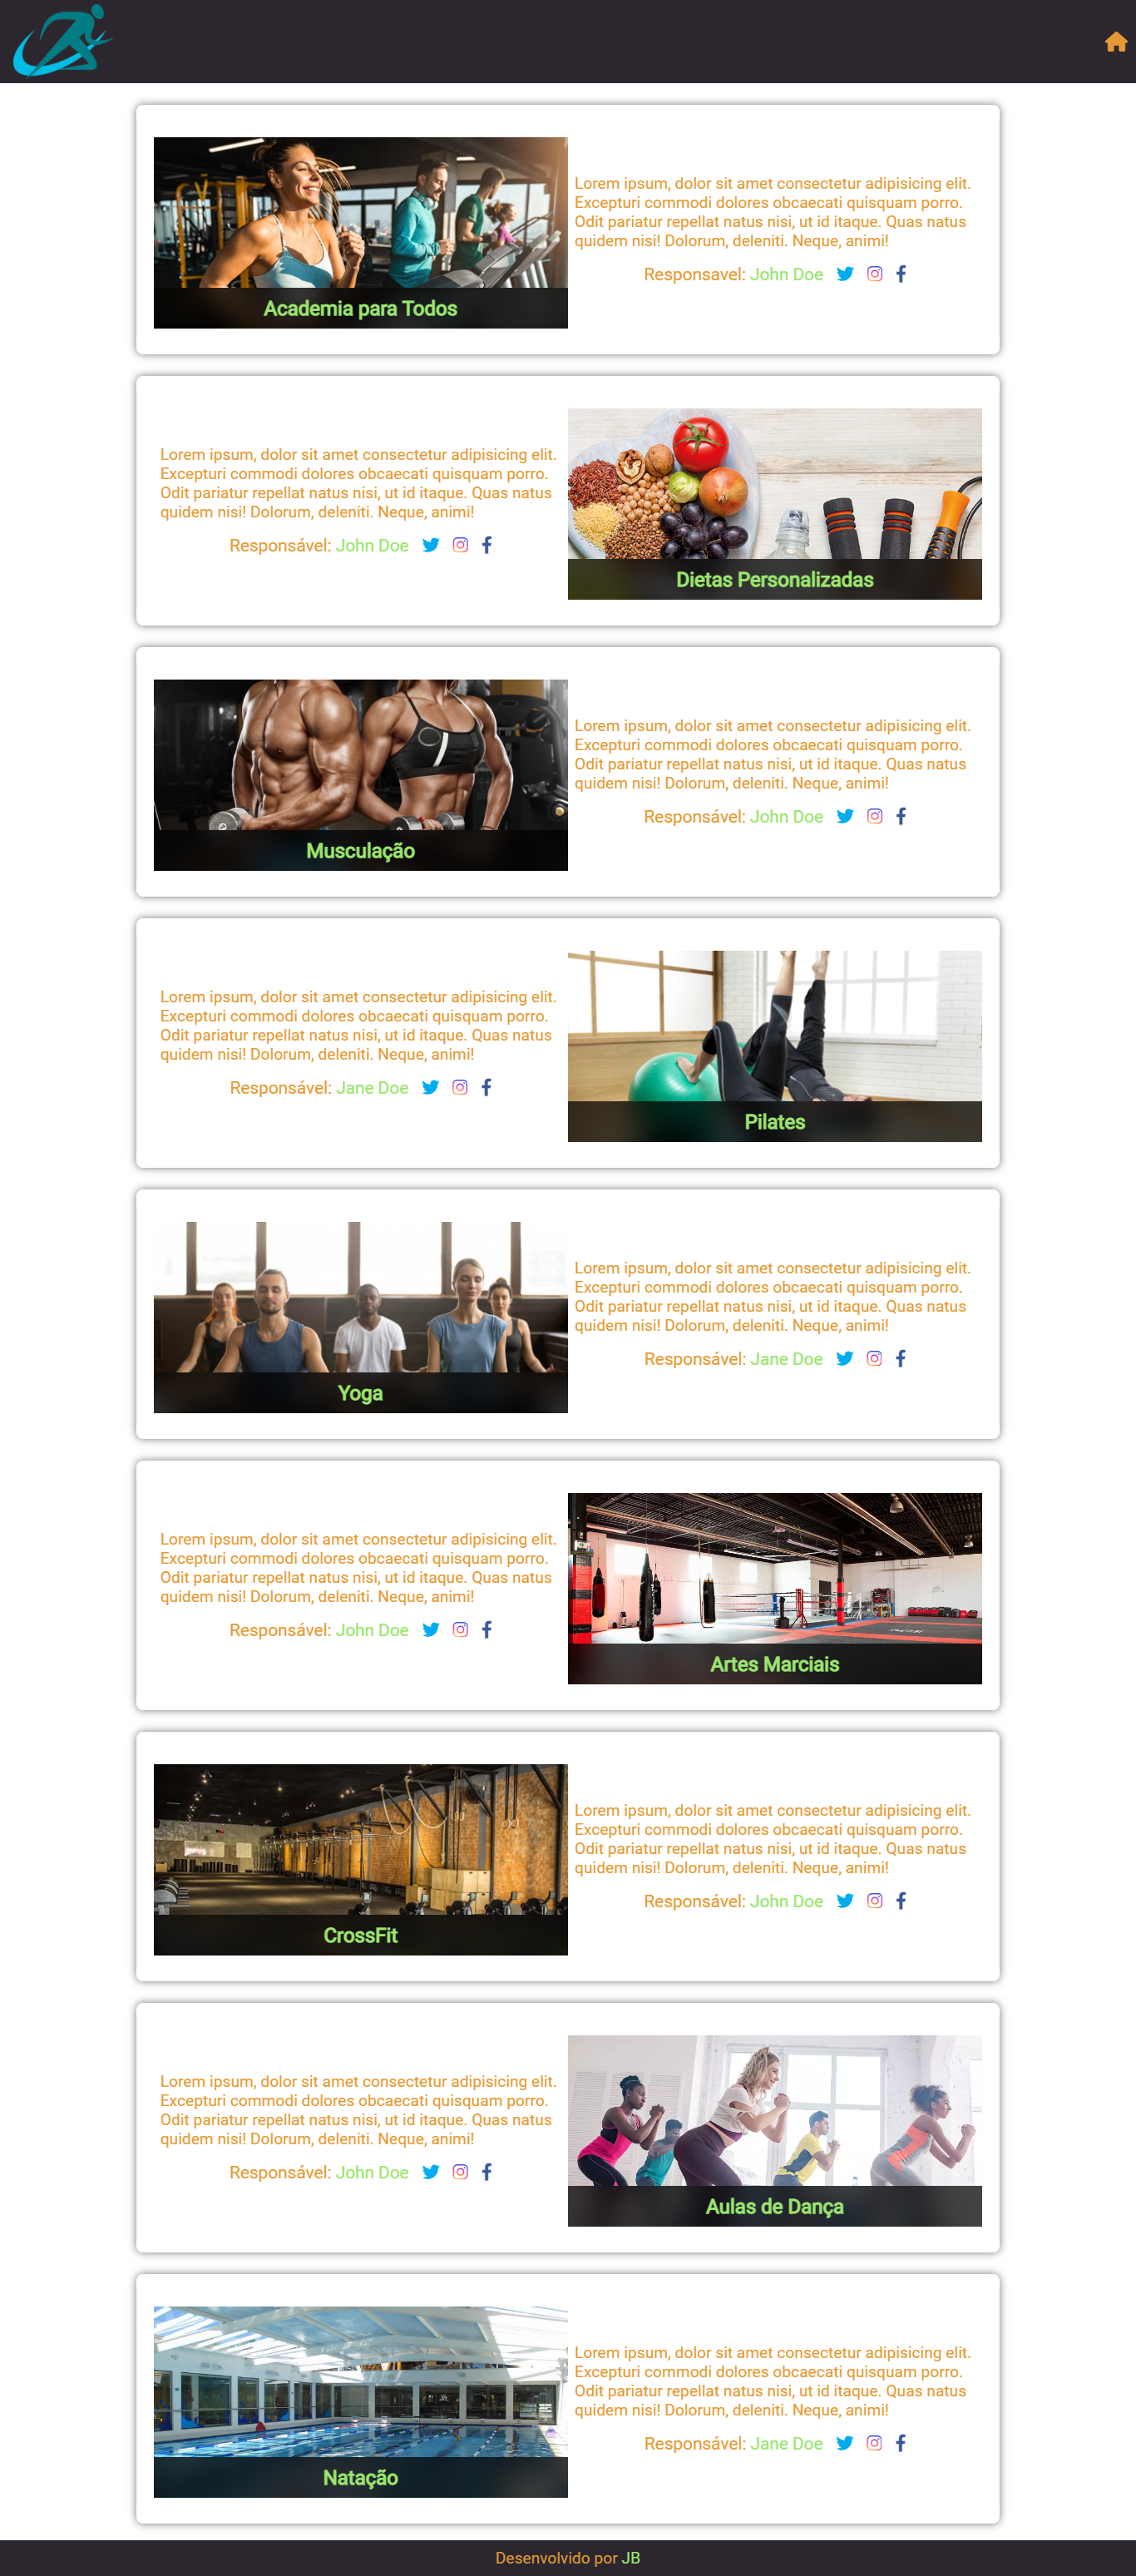 Lorem ipsum, dolor sit amet consectetur adipisicing elit.
Excepturi commodi dolores obcaecati quisquam porro.
Odit pariatur repellat natus nisi, ut id itaque. Quas natus
quidem nisi! Dolorum, deleniti. Neque, animi!
Responsavel: John Doe
Academia para Todos
Lorem ipsum, dolor sit amet consectetur adipisicing elit.
Excepturi commodi dolores obcaecati quisquam porro.
Odit pariatur repellat natus nisi, ut id itaque. Quas natus
quidem nisi! Dolorum, deleniti. Neque, animi!
Responsável: John Doe
Dietas Personalizadas
Lorem ipsum, dolor sit amet consectetur adipisicing elit.
Excepturi commodi dolores obcaecati quisquam porro.
Odit pariatur repellat natus nisi, ut id itaque. Quas natus
quidem nisi! Dolorum, deleniti. Neque, animi!
Responsável: John Doe
Musculação
Lorem ipsum, dolor sit amet consectetur adipisicing elit.
Excepturi commodi dolores obcaecati quisquam porro.
Odit pariatur repellat natus nisi, ut id itaque. Quas natus
quidem nisi! Dolorum, deleniti. Neque, animi!
Responsável: Jane Doe
Pilates
Lorem ipsum, dolor sit amet consectetur adipisicing elit.
Excepturi commodi dolores obcaecati quisquam porro.
Odit pariatur repellat natus nisi, ut id itaque. Quas natus
quidem nisi! Dolorum, deleniti. Neque, animi!
Responsável: Jane Doe
Yoga
Lorem ipsum, dolor sit amet consectetur adipisicing elit.
Excepturi commodi dolores obcaecati quisquam porro.
Odit pariatur repellat natus nisi, ut id itaque. Quas natus
quidem nisi! Dolorum, deleniti. Neque, animi!
Responsável: John Doe
Artes Marciais
Lorem ipsum, dolor sit amet consectetur adipisicing elit.
Excepturi commodi dolores obcaecati quisquam porro.
Odit pariatur repellat natus nisi, ut id itaque. Quas natus
quidem nisi! Dolorum, deleniti. Neque, animi!
Responsável: John Doe
CrossFit
Lorem ipsum, dolor sit amet consectetur adipisicing elit.
Excepturi commodi dolores obcaecati quisquam porro.
Odit pariatur repellat natus nisi, ut id itaque. Quas natus
quidem nisi! Dolorum, deleniti. Neque, animi!
Responsável: John Doe
Aulas de Dança
Lorem ipsum, dolor sit amet consectetur adipisicing elit.
Excepturi commodi dolores obcaecati quisquam porro.
Odit pariatur repellat natus nisi, ut id itaque. Quas natus
quidem nisi! Dolorum, deleniti. Neque, animi!
Responsável: Jane Doe
Natação
Desenvolvido por JB